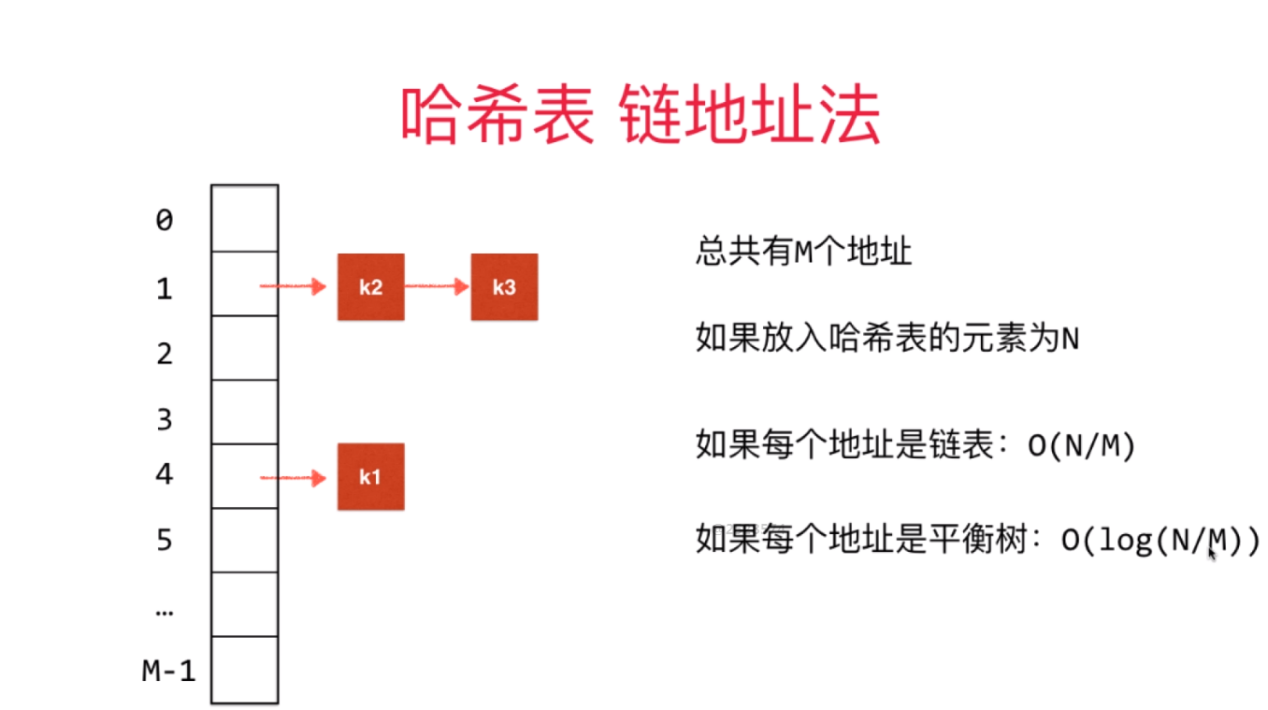 哈希表 链地址法
0
1
k2
k3
2
3
4
k1
5
…
M-1
总共有M个地址
如果放入哈希表的元素为N
如果每个地址是链表：O(N/M)
如果每个地址是平衡树：O(log(N/M))